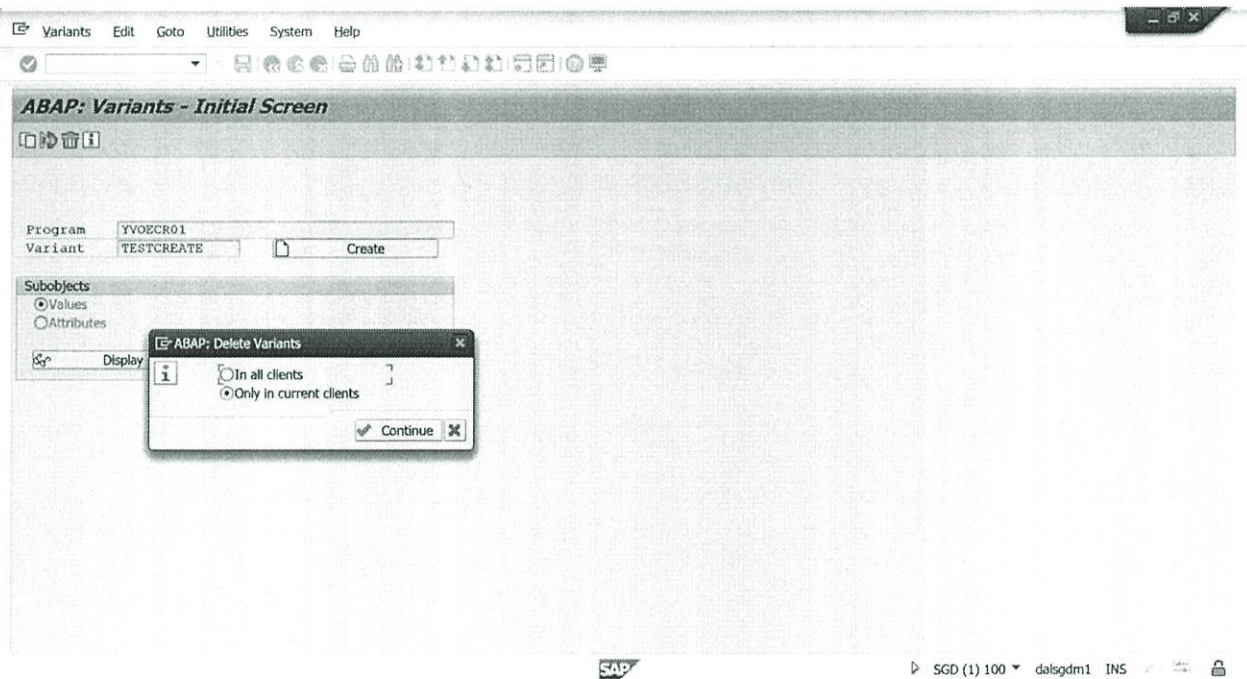 Variants Edit Goto Utilities System Help
ABAP: Variants - Initial Screen
Program YVOECR01
Variant TESTCREATE Create
Subobjects
Values
Attributes
Display
ABAP: Delete Variants
In all clients
Only in current clients
Continue
SAP SGD (1) 100 dalsgdm1 INS